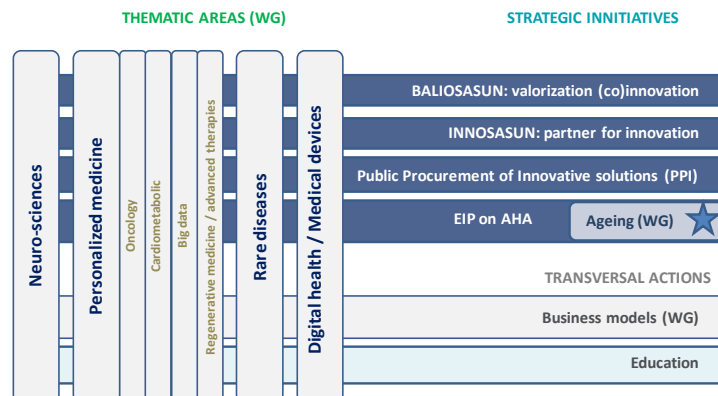 THEMATIC AREAS (WG)
STRATEGIC INNITIATIVES
Neuro-sciences
Personalized medicine
Oncology
Cardiometabolic
Big data
Regenerative medicine / advanced therapies
Rare diseases
Digital health / Medical devices
BALIOSASUN: valorization (co)innovation
INNOSASUN: partner for innovation
Public Procurement of Innovative solutions (PPI)
EIP on AHA
Ageing (WG)
TRANSVERSAL ACTIONS
Business models (WG)
Education